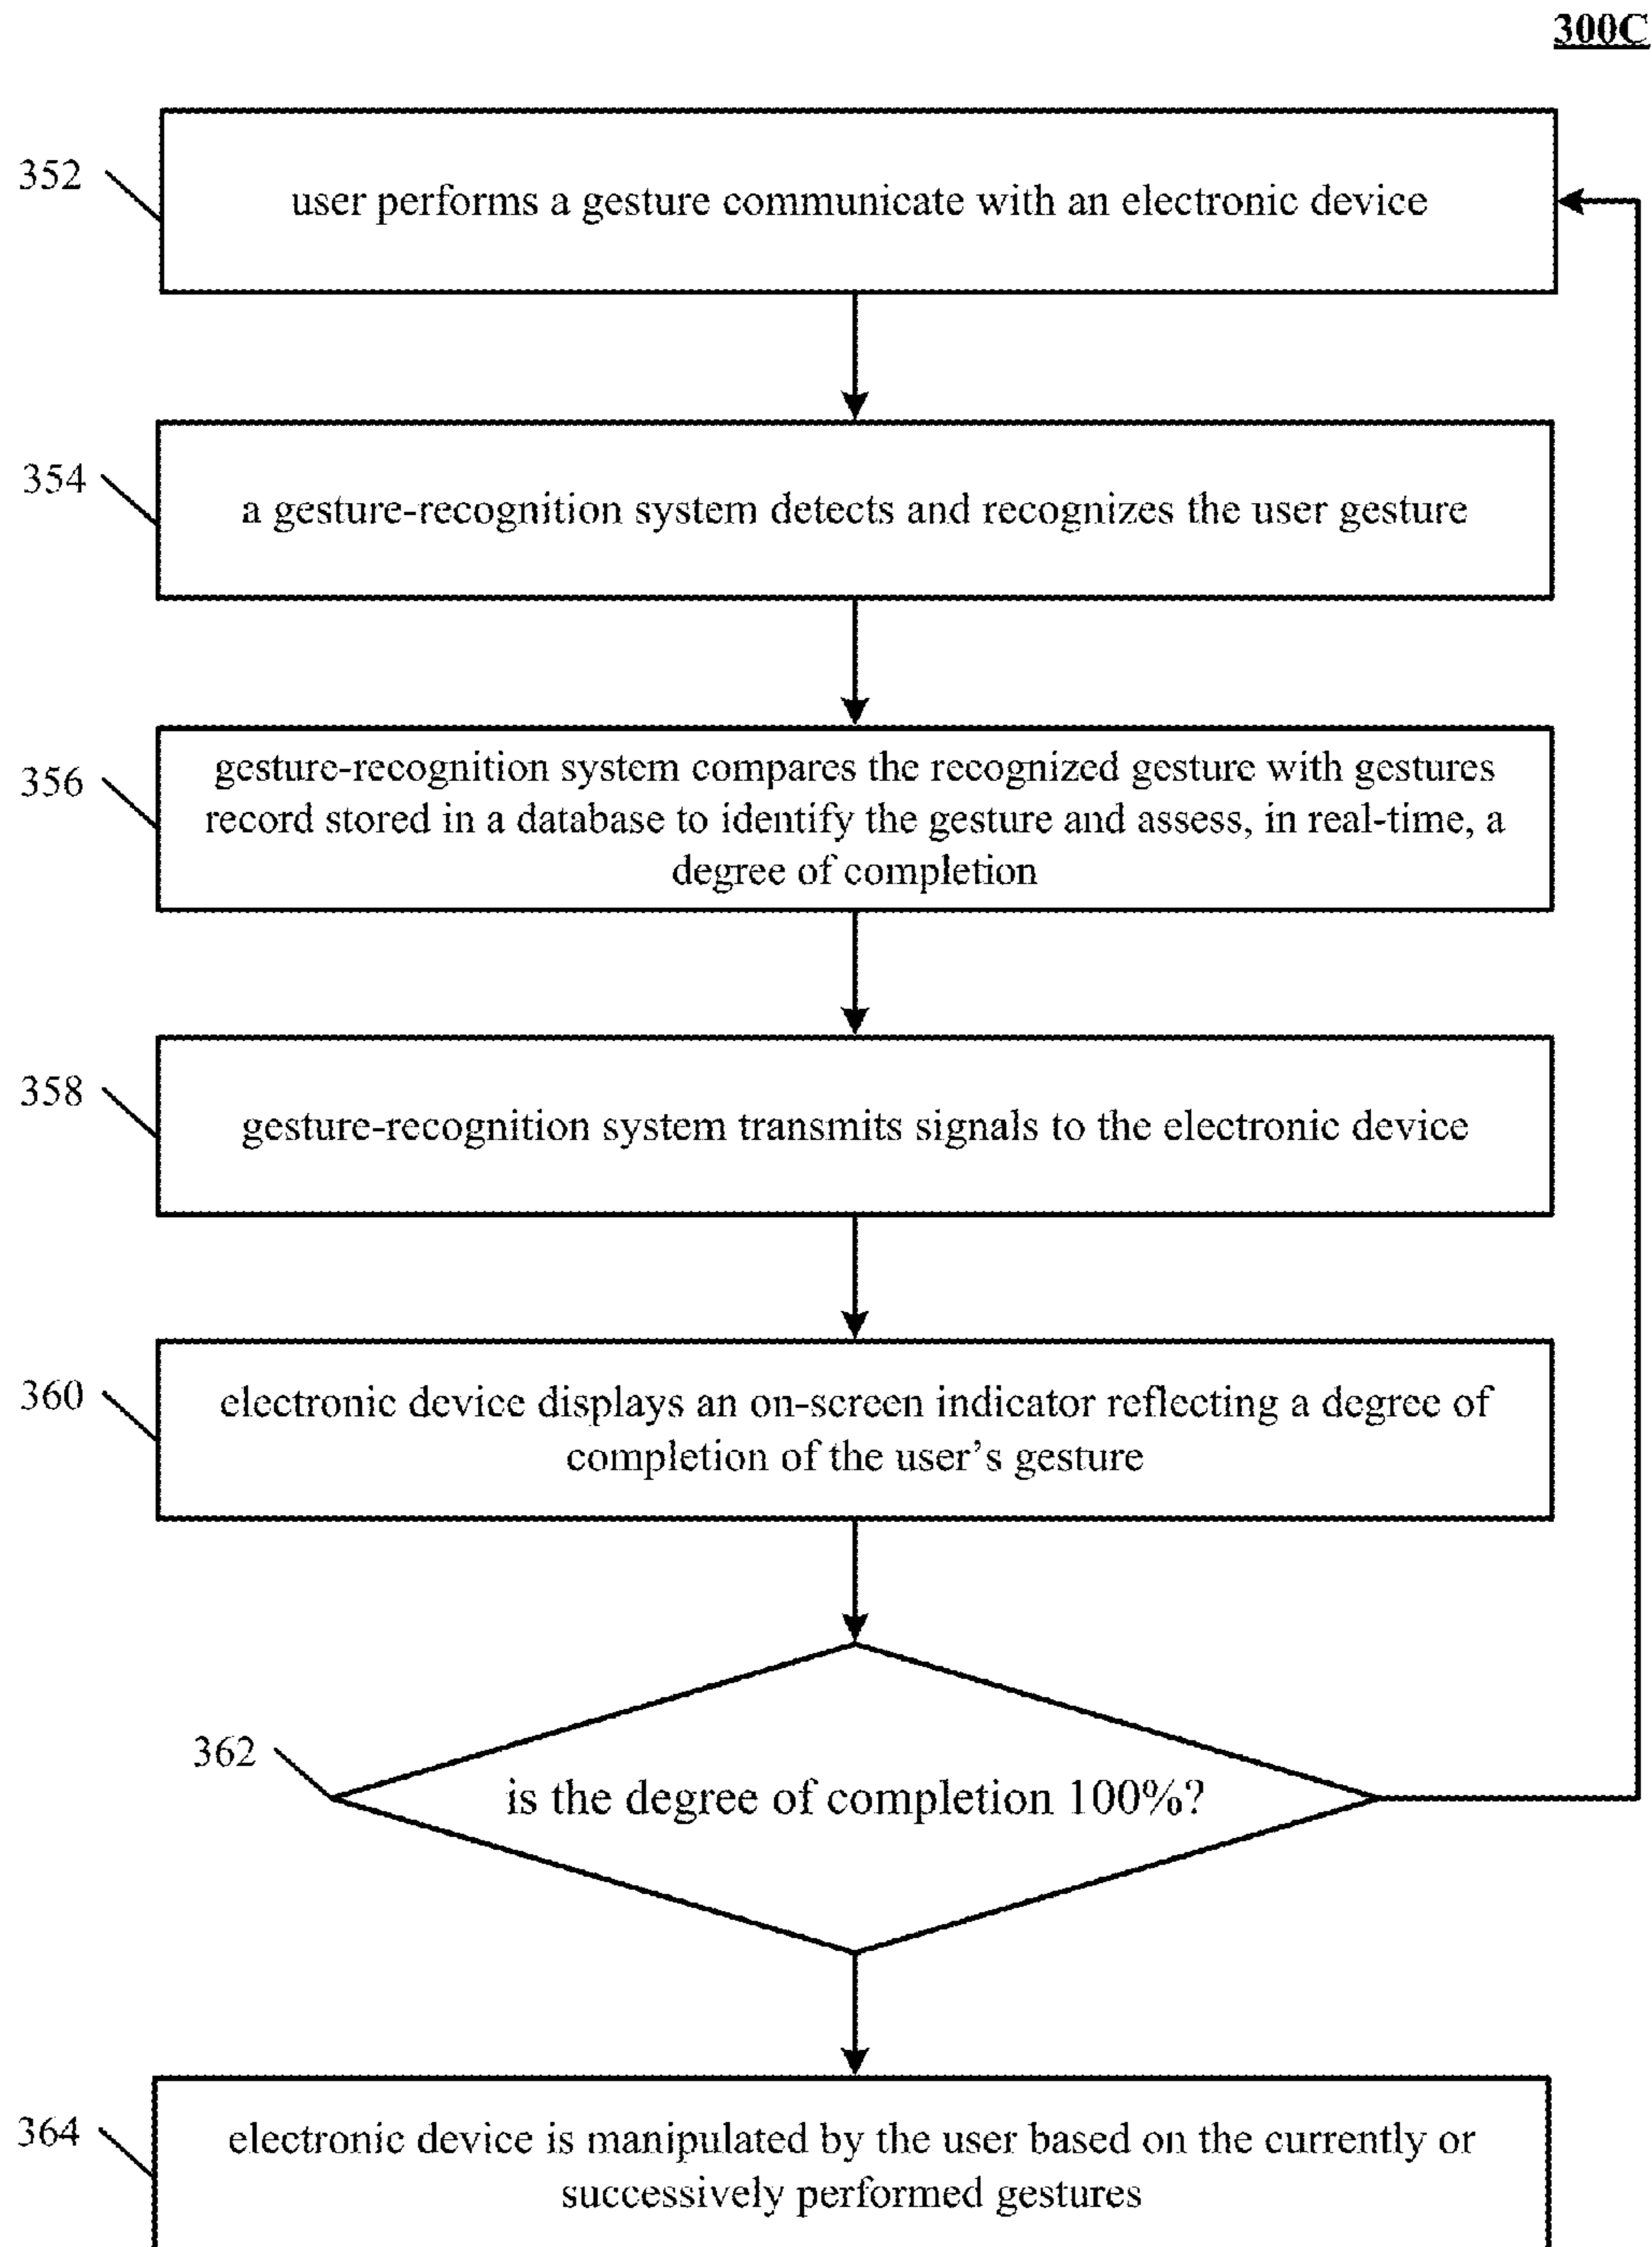 300C
352
user performs a gesture communicate with an electronic device
354
a gesture-recognition system detects and recognizes the user gesture
356
gesture-recognition system compares the recognized gesture with gestures
record stored in a database to identify the gesture and assess, in real-time, a
degree of completion
358
gesture-recognition system transmits signals to the electronic device
360
electronic device displays an on-screen indicator reflecting a degree of
completion of the user’s gesture
362
is the degree of completion 100%?
364
electronic device is manipulated by the user based on the currently or
successively performed gestures